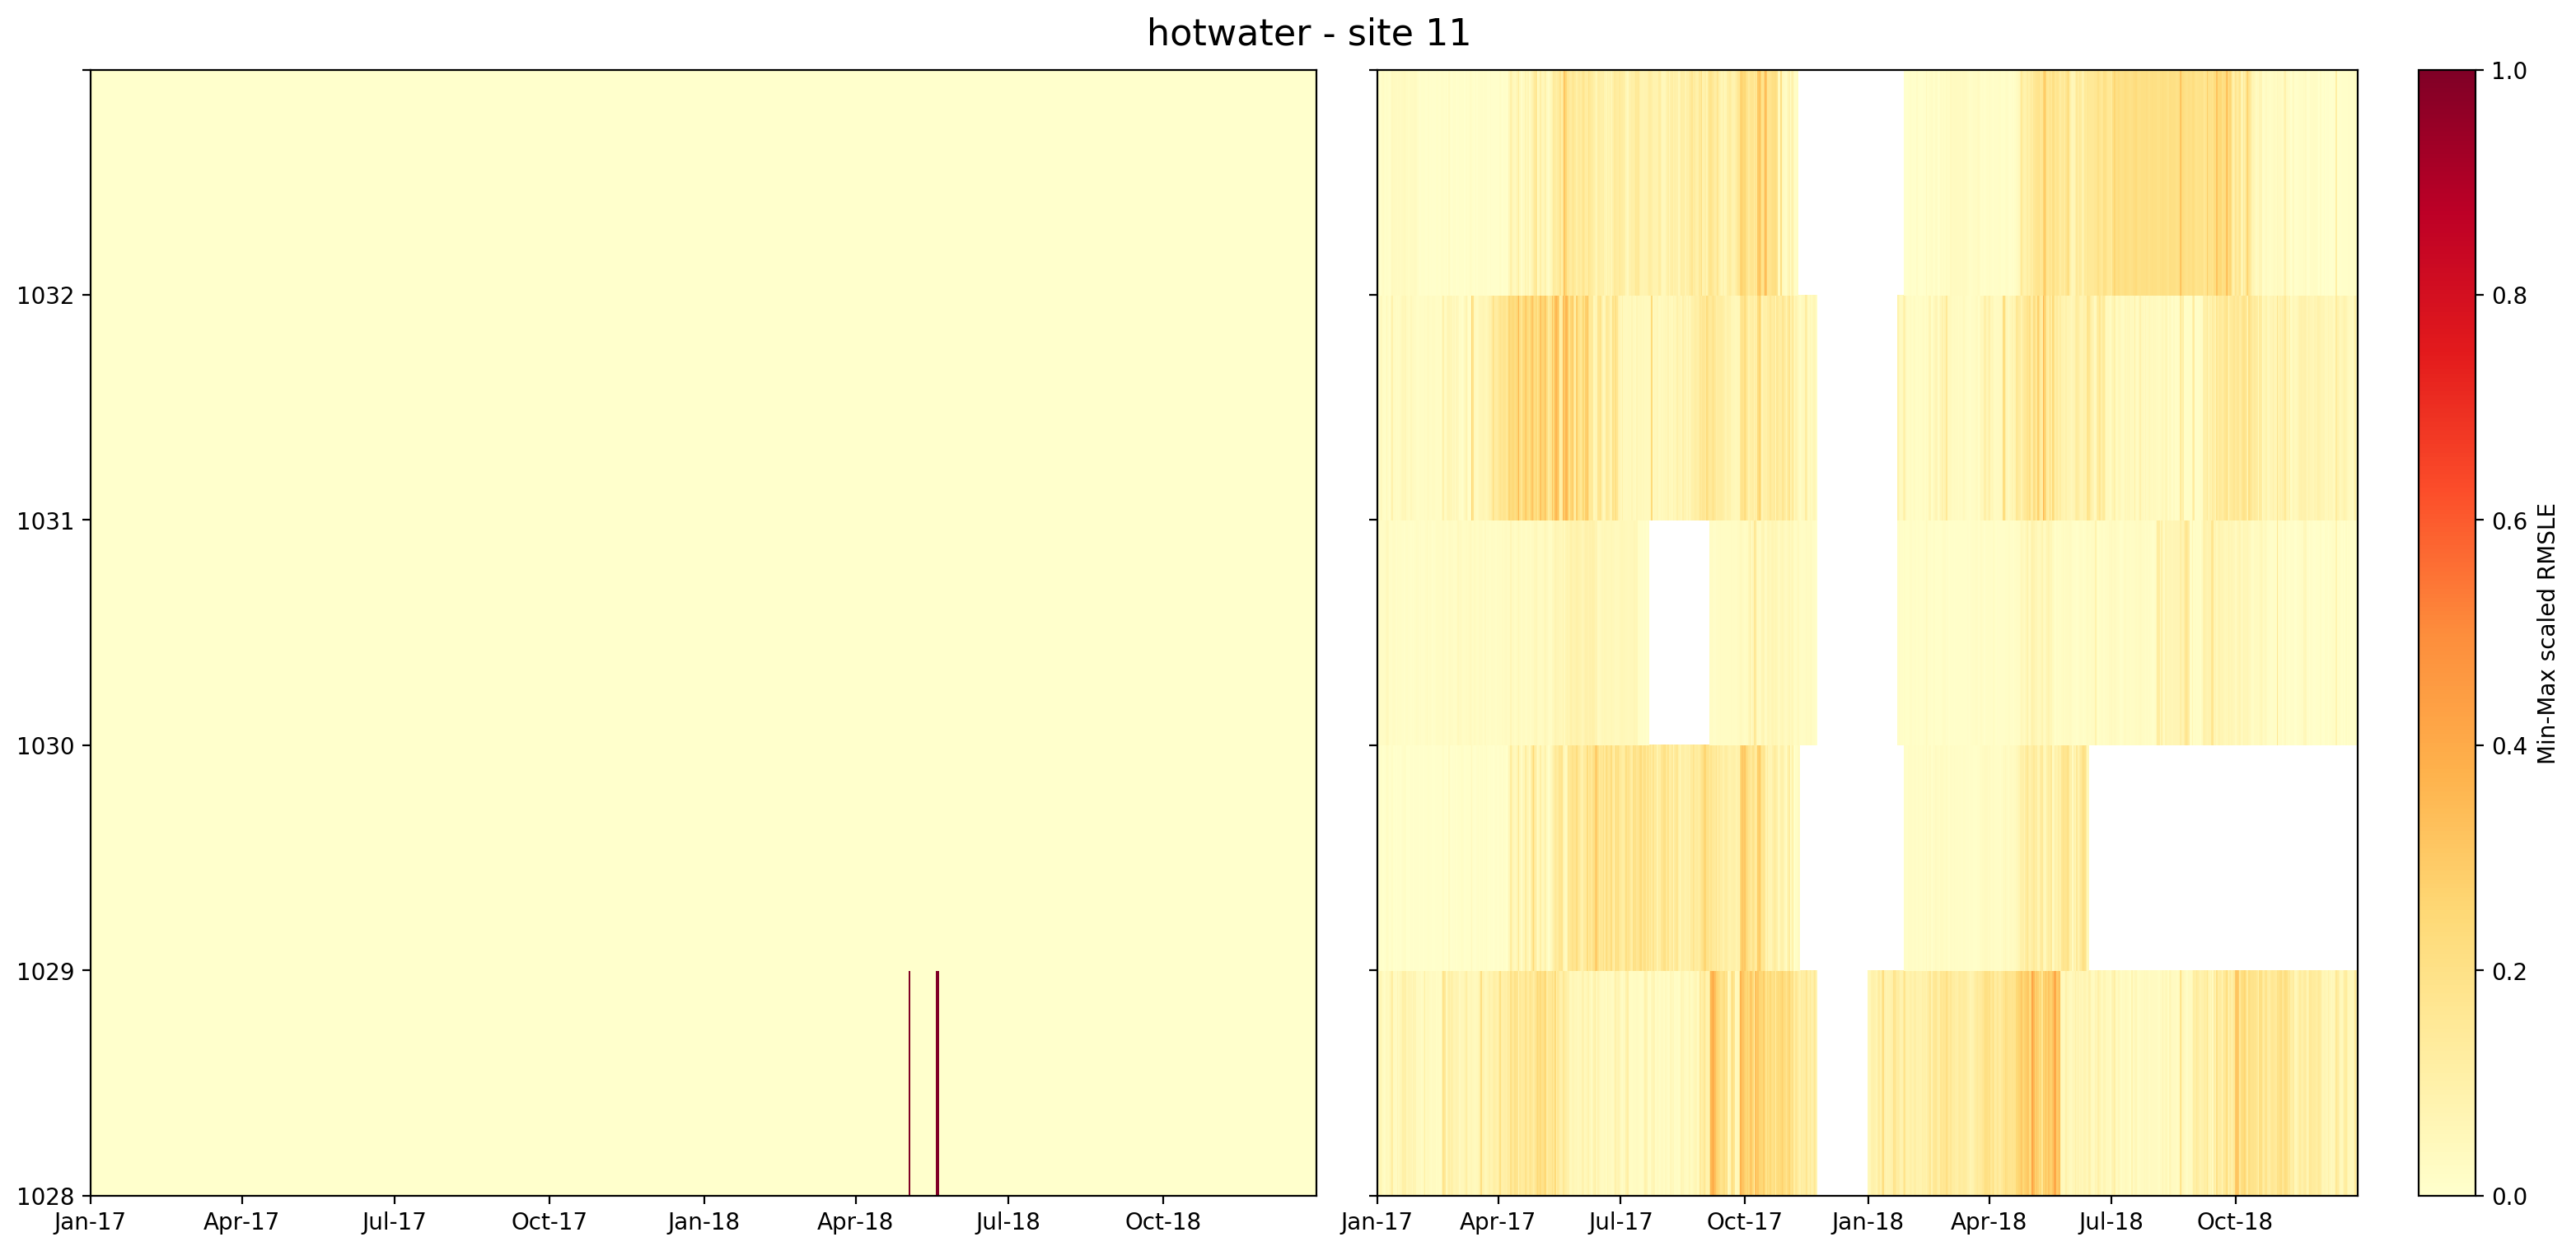 hotwater - site 11
1032
1031
1030
1029
1028
Jan-17 Apr-17 Jul-17 Oct-17 Jan-18 Apr-18 Jul-18 Oct-18
Jan-17 Apr-17 Jul-17 Oct-17 Jan-18 Apr-18 Jul-18 Oct-18
1.0
0.8
0.6
0.4
0.2
0.0
Min-Max scaled RMSLE